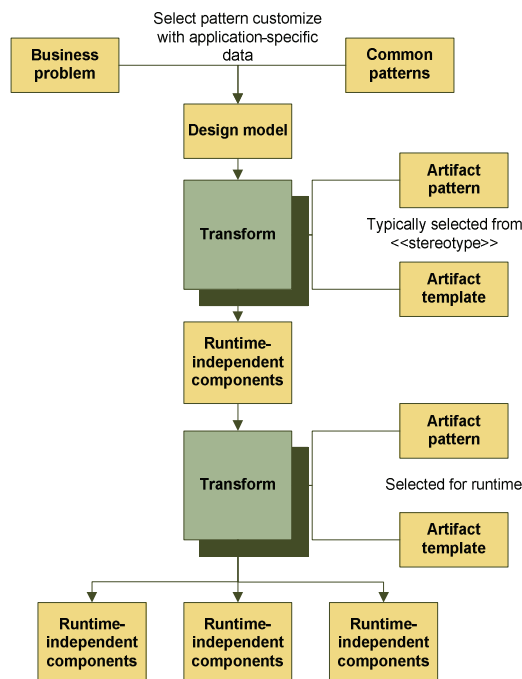 Select pattern customize
with application-specific
data
Business
problem
Common
patterns
Design model
Transform
Artifact
pattern
Typically selected from
<<stereotype>>
Artifact
template
Runtime-
independent
components
Transform
Artifact
pattern
Selected for runtime
Artifact
template
Runtime-
independent
components
Runtime-
independent
components
Runtime-
independent
components